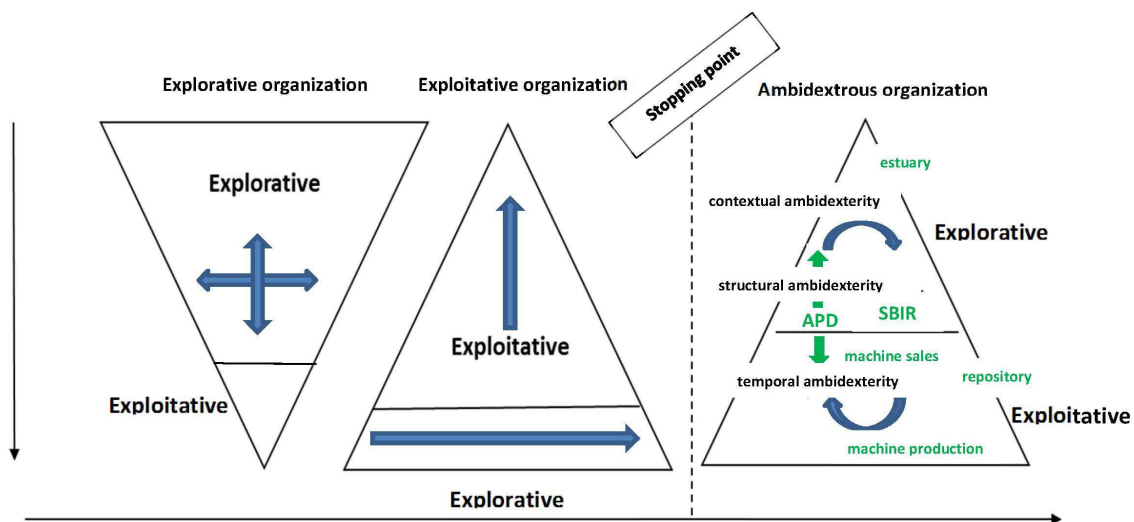 Explorative organization
Exploitative organization
Stopping point
Ambidextrous organization
Explorative
Exploitative
Exploitative
Explorative
estuary
contextual ambidexterity
Explorative
structural ambidexterity
APD
SBIR
machine sales
temporal ambidexterity
repository
Exploitative
machine production